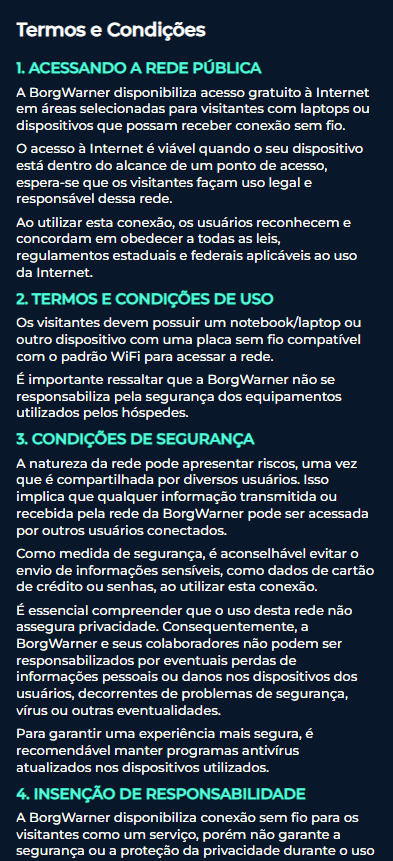 Termos e Condições
1. ACESSANDO A REDE PÚBLICA
A BorgWarner disponibiliza acesso gratuito à Internet
em áreas selecionadas para visitantes com laptops ou
dispositivos que possam receber conexão sem fio.
O acesso à Internet é viável quando o seu dispositivo
está dentro do alcance de um ponto de acesso,
espera-se que os visitantes façam uso legal e
responsável dessa rede.
Ao utilizar esta conexão, os usuários reconhecem e
concordam em obedecer a todas as leis,
regulamentos estaduais e federais aplicáveis ao uso
da Internet.
2. TERMOS E CONDIÇÕES DE USO
Os visitantes devem possuir um notebook/laptop ou
outro dispositivo com uma placa sem fio compatível
com o padrão WiFi para acessar a rede.
É importante ressaltar que a BorgWarner não se
responsabiliza pela segurança dos equipamentos
utilizados pelos hóspedes.
3. CONDIÇÕES DE SEGURANÇA
A natureza da rede pode apresentar riscos, uma vez
que é compartilhada por diversos usuários. Isso
implica que qualquer informação transmitida ou
recebida pela rede da BorgWarner pode ser acessada
por outros usuários conectados.
Como medida de segurança, é aconselhável evitar o
envio de informações sensíveis, como dados de cartão
de crédito ou senhas, ao utilizar esta conexão.
É essencial compreender que o uso desta rede não
assegura privacidade. Consequentemente, a
BorgWarner e seus colaboradores não podem ser
responsabilizados por eventuais perdas de
informações pessoais ou danos nos dispositivos dos
usuários, decorrentes de problemas de segurança,
vírus ou outras eventualidades.
Para garantir uma experiência mais segura, é
recomendável manter programas antivírus
atualizados nos dispositivos utilizados.
4. INSENÇÃO DE RESPONSABILIDADE
A BorgWarner disponibiliza conexão sem fio para os
visitantes como um serviço, porém não garante a
segurança ou a proteção da privacidade durante o uso